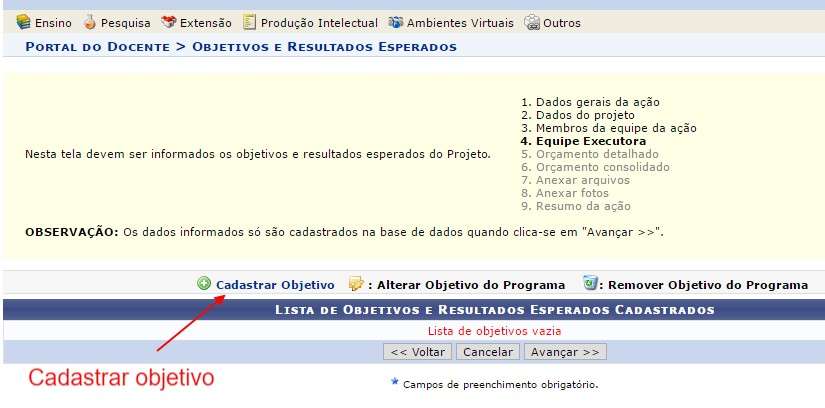 Ensino Pesquisa Extensão Produção Intelectual Ambientes Virtuais Outros
Portal do Docente > Objetivos e Resultados Esperados
Nesta tela devem ser informados os objetivos e resultados esperados do Projeto.
1. Dados gerais da ação
2. Dados do projeto
3. Membros da equipe da ação
4. Equipe Executora
5. Orçamento detalhado
6. Orçamento consolidado
7. Anexar arquivos
8. Anexar fotos
9. Resumo da ação
OBSERVAÇÃO: Os dados informados só são cadastrados na base de dados quando clica-se em "Avançar >>".
Cadastrar Objetivo : Alterar Objetivo do Programa : Remover Objetivo do Programa
Lista de Objetivos e Resultados Esperados Cadastrados
Lista de objetivos vazia
<< Voltar Cancelar Avançar >>
Cadastrar objetivo
Campos de preenchimento obrigatório.